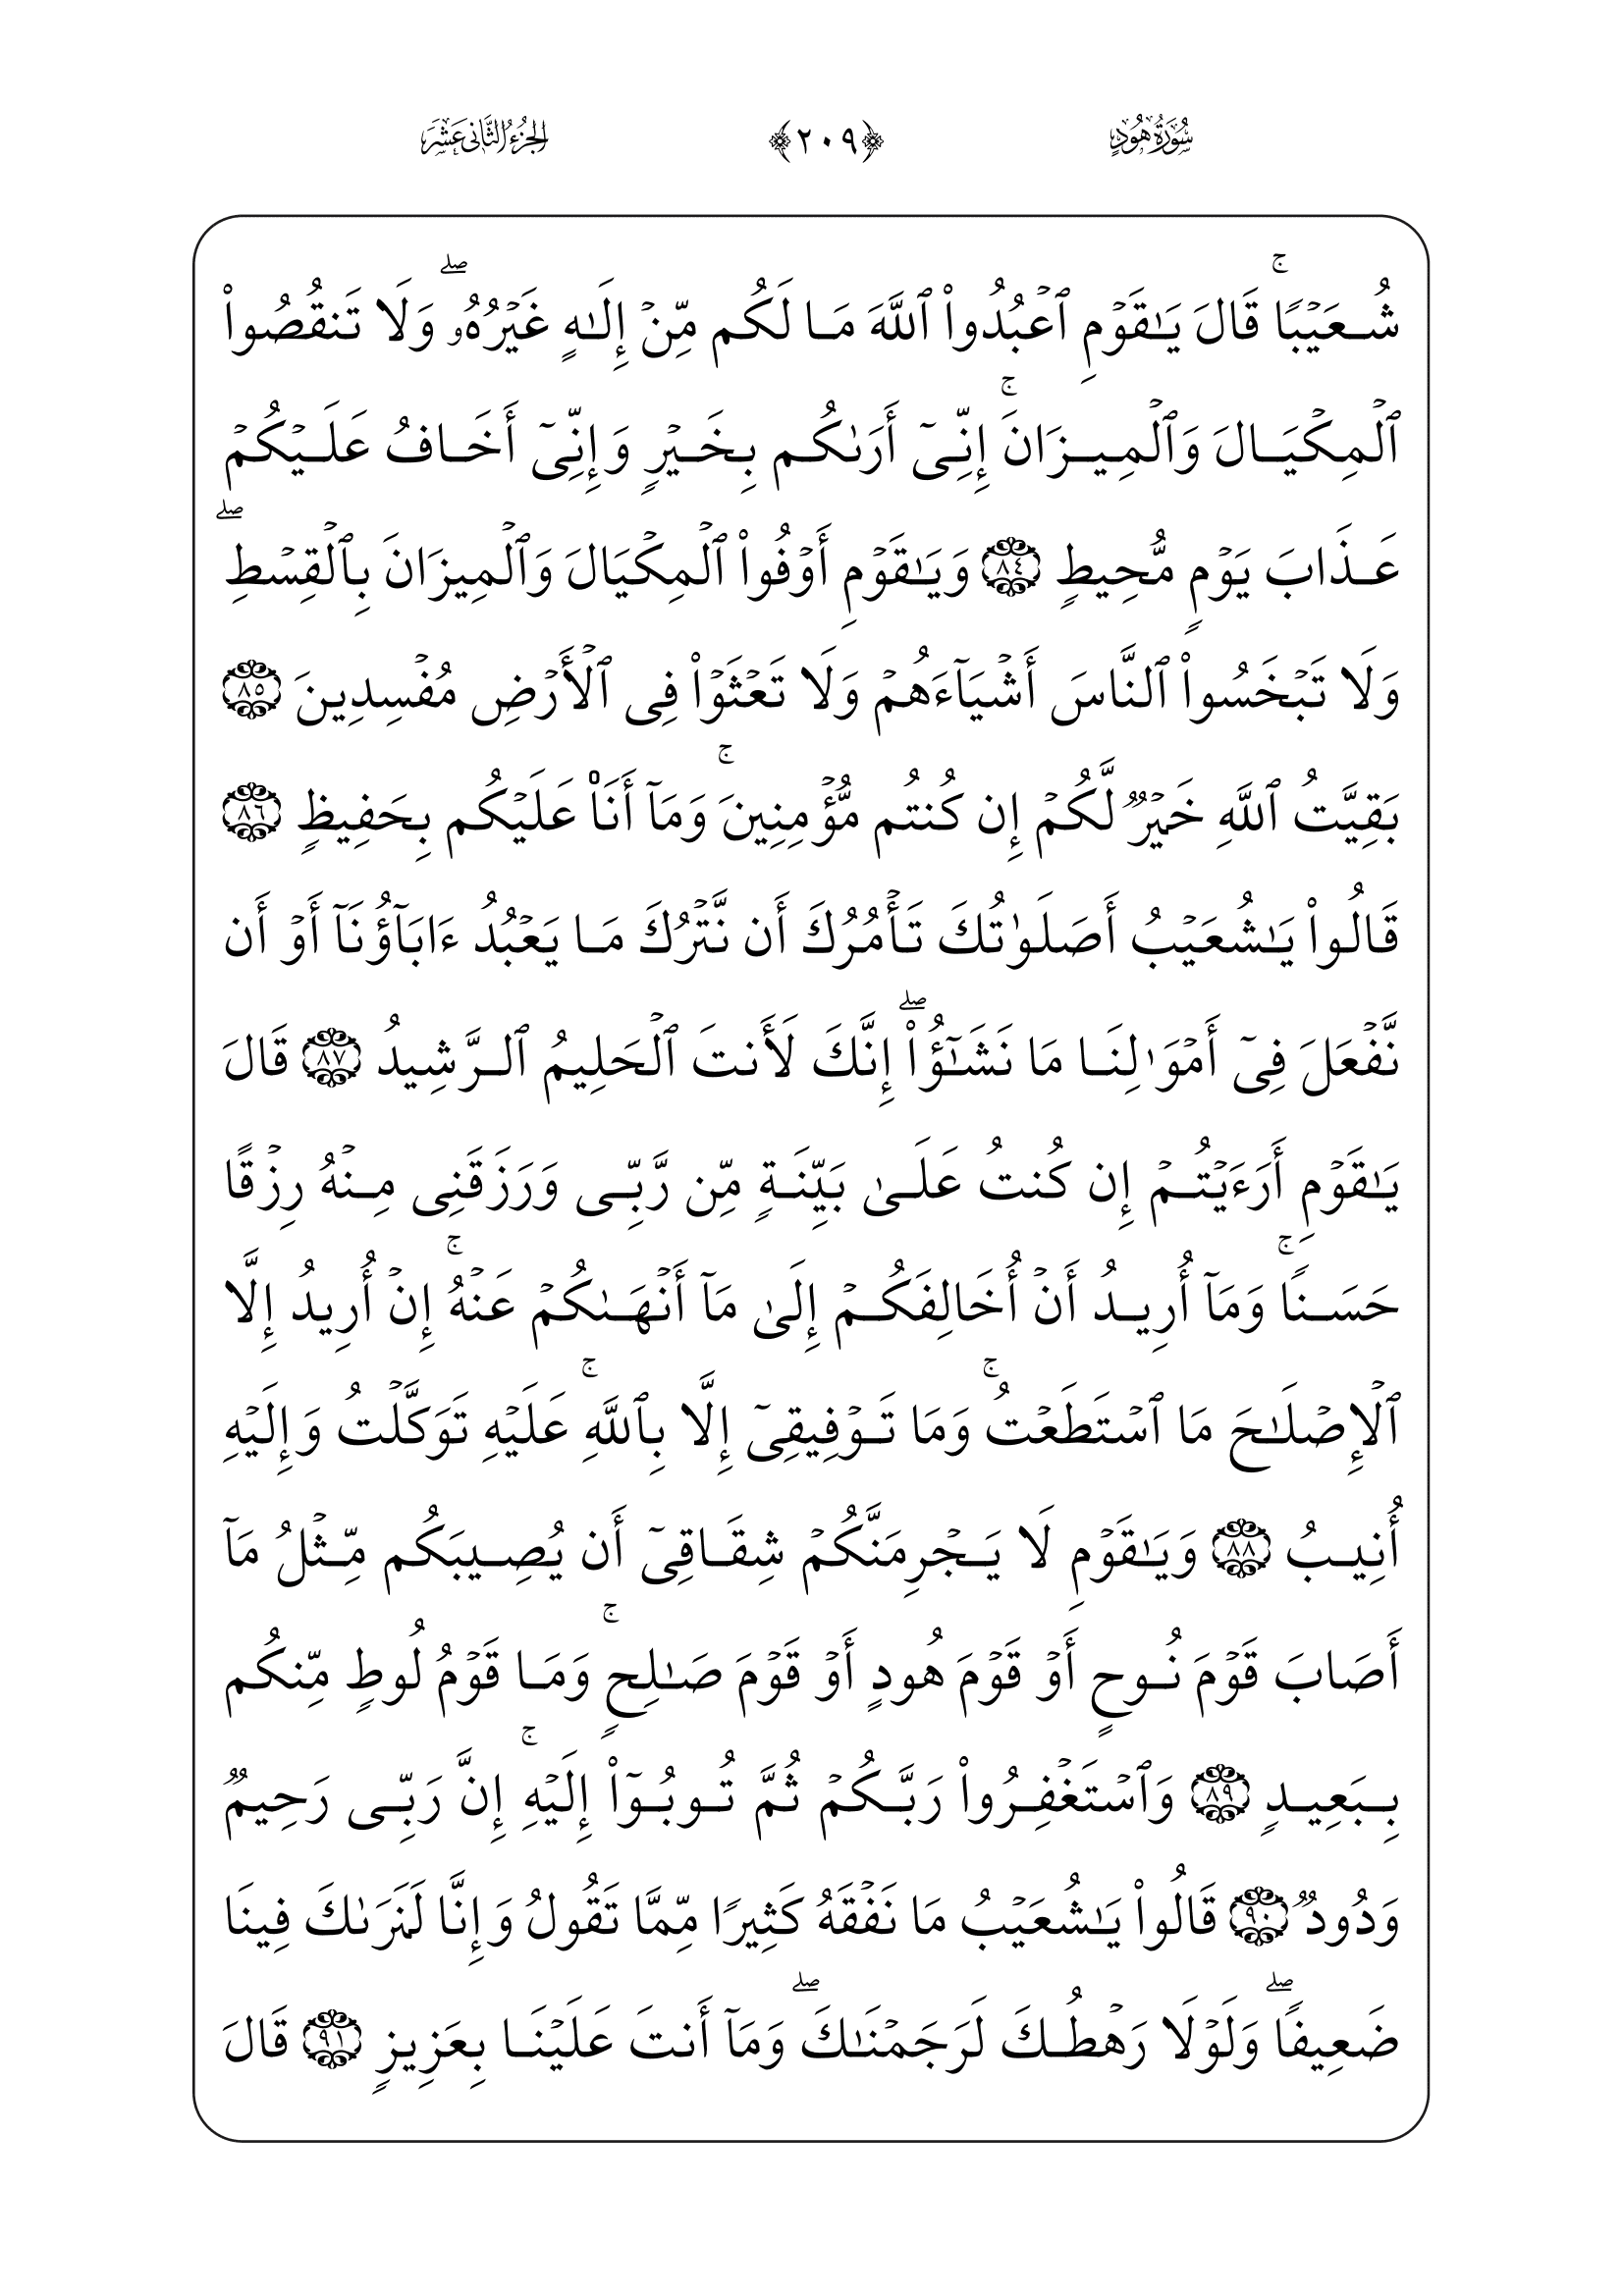 سُورَةُ هُودٍ ﴿٢٠٩﴾ الجُزْءُ الثَّانِي عَشَرَ
شُعَيۡبٗاۚ قَالَ يَٰقَوۡمِ ٱعۡبُدُواْ ٱللَّهَ مَا لَكُم مِّنۡ إِلَٰهٍ غَيۡرُهُۥۖ وَلَا تَنقُصُواْ
ٱلۡمِكۡيَالَ وَٱلۡمِيزَانَۚ إِنِّيٓ أَرَىٰكُم بِخَيۡرٖ وَإِنِّيٓ أَخَافُ عَلَيۡكُمۡ
عَذَابَ يَوۡمٖ مُّحِيطٖ ٨٤ وَيَٰقَوۡمِ أَوۡفُواْ ٱلۡمِكۡيَالَ وَٱلۡمِيزَانَ بِٱلۡقِسۡطِۖ
وَلَا تَبۡخَسُواْ ٱلنَّاسَ أَشۡيَآءَهُمۡ وَلَا تَعۡثَوۡاْ فِي ٱلۡأَرۡضِ مُفۡسِدِينَ ٨٥
بَقِيَّتُ ٱللَّهِ خَيۡرٞ لَّكُمۡ إِن كُنتُم مُّؤۡمِنِينَۚ وَمَآ أَنَا۠ عَلَيۡكُم بِحَفِيظٖ ٨٦
قَالُواْ يَٰشُعَيۡبُ أَصَلَوٰتُكَ تَأۡمُرُكَ أَن نَّتۡرُكَ مَا يَعۡبُدُ ءَابَآؤُنَآ أَوۡ أَن
نَّفۡعَلَ فِيٓ أَمۡوَٰلِنَا مَا نَشَٰٓؤُاْۖ إِنَّكَ لَأَنتَ ٱلۡحَلِيمُ ٱلرَّشِيدُ ٨٧ قَالَ
يَٰقَوۡمِ أَرَءَيۡتُمۡ إِن كُنتُ عَلَىٰ بَيِّنَةٖ مِّن رَّبِّي وَرَزَقَنِي مِنۡهُ رِزۡقًا
حَسَنٗاۚ وَمَآ أُرِيدُ أَنۡ أُخَالِفَكُمۡ إِلَىٰ مَآ أَنۡهَىٰكُمۡ عَنۡهُۚ إِنۡ أُرِيدُ إِلَّا
ٱلۡإِصۡلَٰحَ مَا ٱسۡتَطَعۡتُۚ وَمَا تَوۡفِيقِيٓ إِلَّا بِٱللَّهِۚ عَلَيۡهِ تَوَكَّلۡتُ وَإِلَيۡهِ
أُنِيبُ ٨٨ وَيَٰقَوۡمِ لَا يَجۡرِمَنَّكُمۡ شِقَاقِيٓ أَن يُصِيبَكُم مِّثۡلُ مَآ
أَصَابَ قَوۡمَ نُوحٍ أَوۡ قَوۡمَ هُودٍ أَوۡ قَوۡمَ صَٰلِحٖۚ وَمَا قَوۡمُ لُوطٖ مِّنكُم
بِبَعِيدٖ ٨٩ وَٱسۡتَغۡفِرُواْ رَبَّكُمۡ ثُمَّ تُوبُوٓاْ إِلَيۡهِۚ إِنَّ رَبِّي رَحِيمٞ
وَدُودٞ ٩٠ قَالُواْ يَٰشُعَيۡبُ مَا نَفۡقَهُ كَثِيرٗا مِّمَّا تَقُولُ وَإِنَّا لَنَرَىٰكَ فِينَا
ضَعِيفٗاۖ وَلَوۡلَا رَهۡطُكَ لَرَجَمۡنَٰكَۖ وَمَآ أَنتَ عَلَيۡنَا بِعَزِيزٖ ٩١ قَالَ